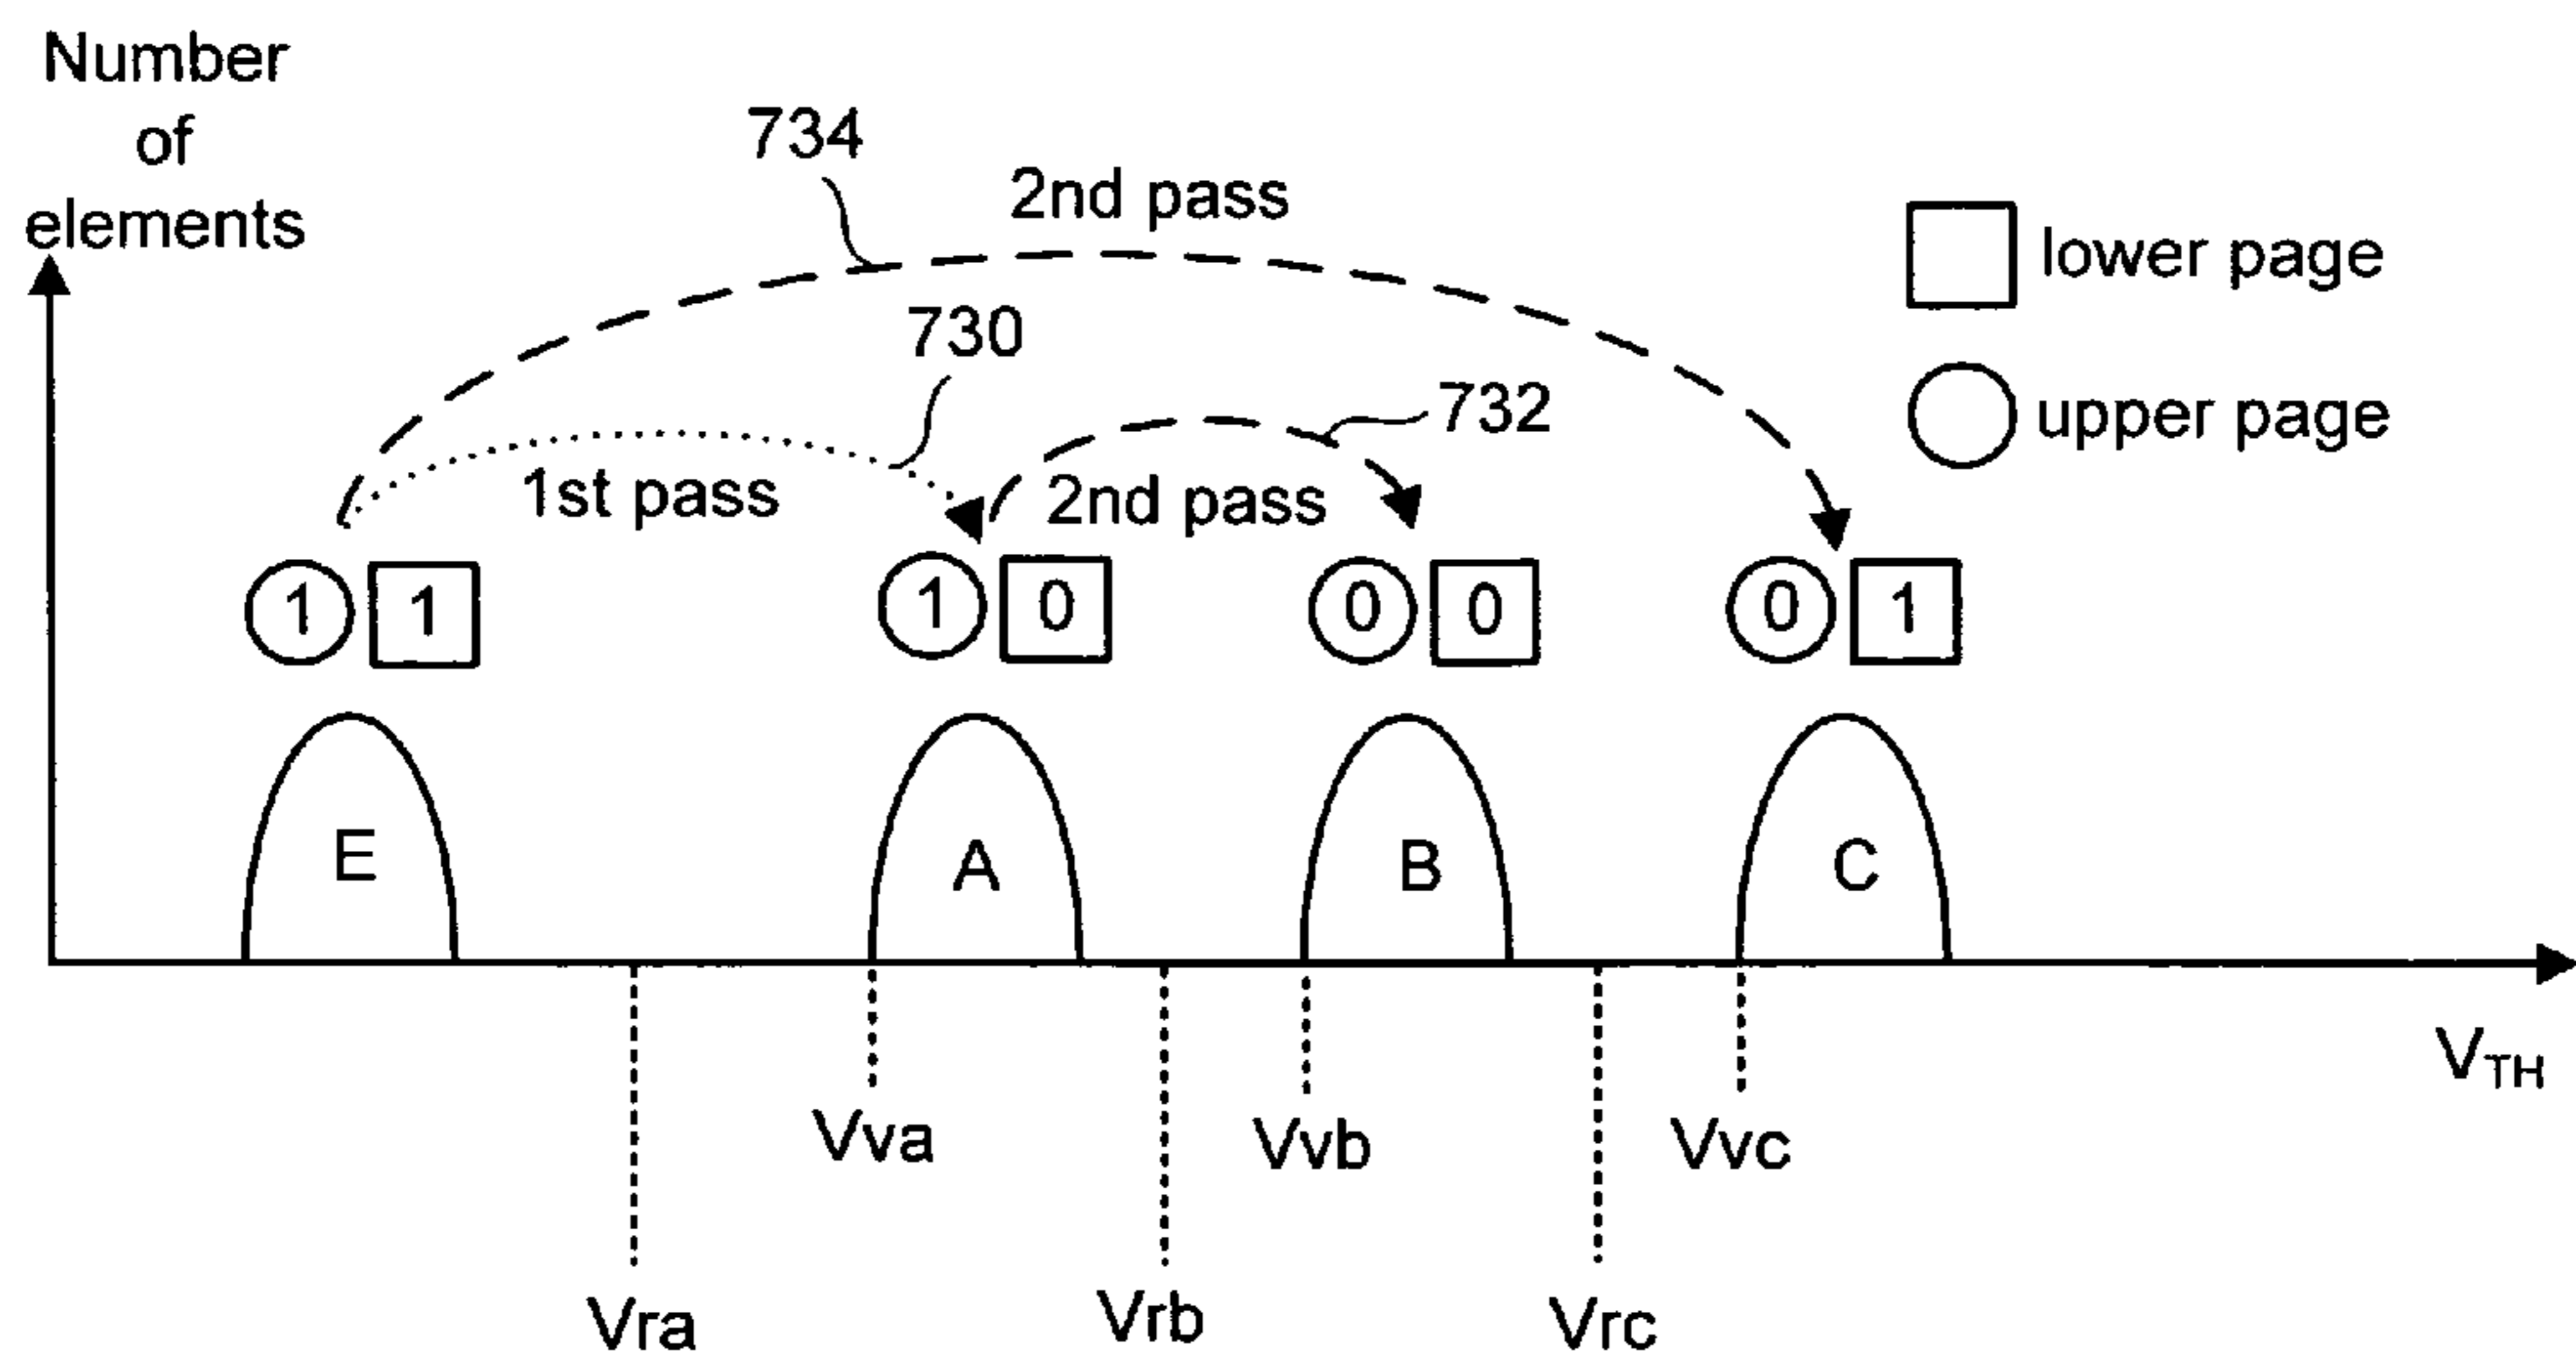 Number
of
elements
734
2nd pass
lower page
730
732
upper page
1st pass
2nd pass
1 1
1 0
0 0
0 1
E
A
B
C
VTH
Vva
Vvb
Vvc
Vra
Vrb
Vrc